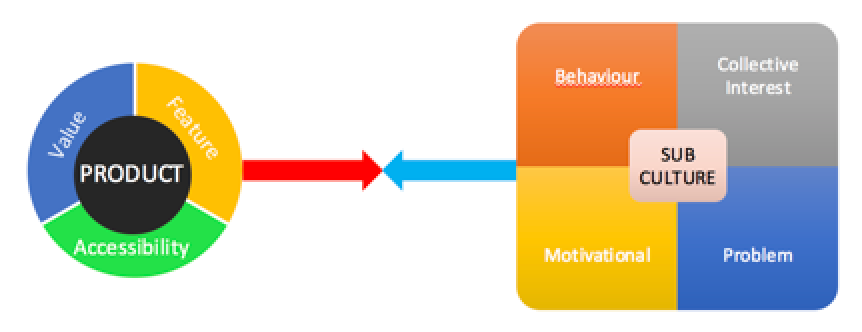 Value
Feature
PRODUCT
Accessibility
Behaviour
Collective
Interest
SUB
CULTURE
Motivational
Problem